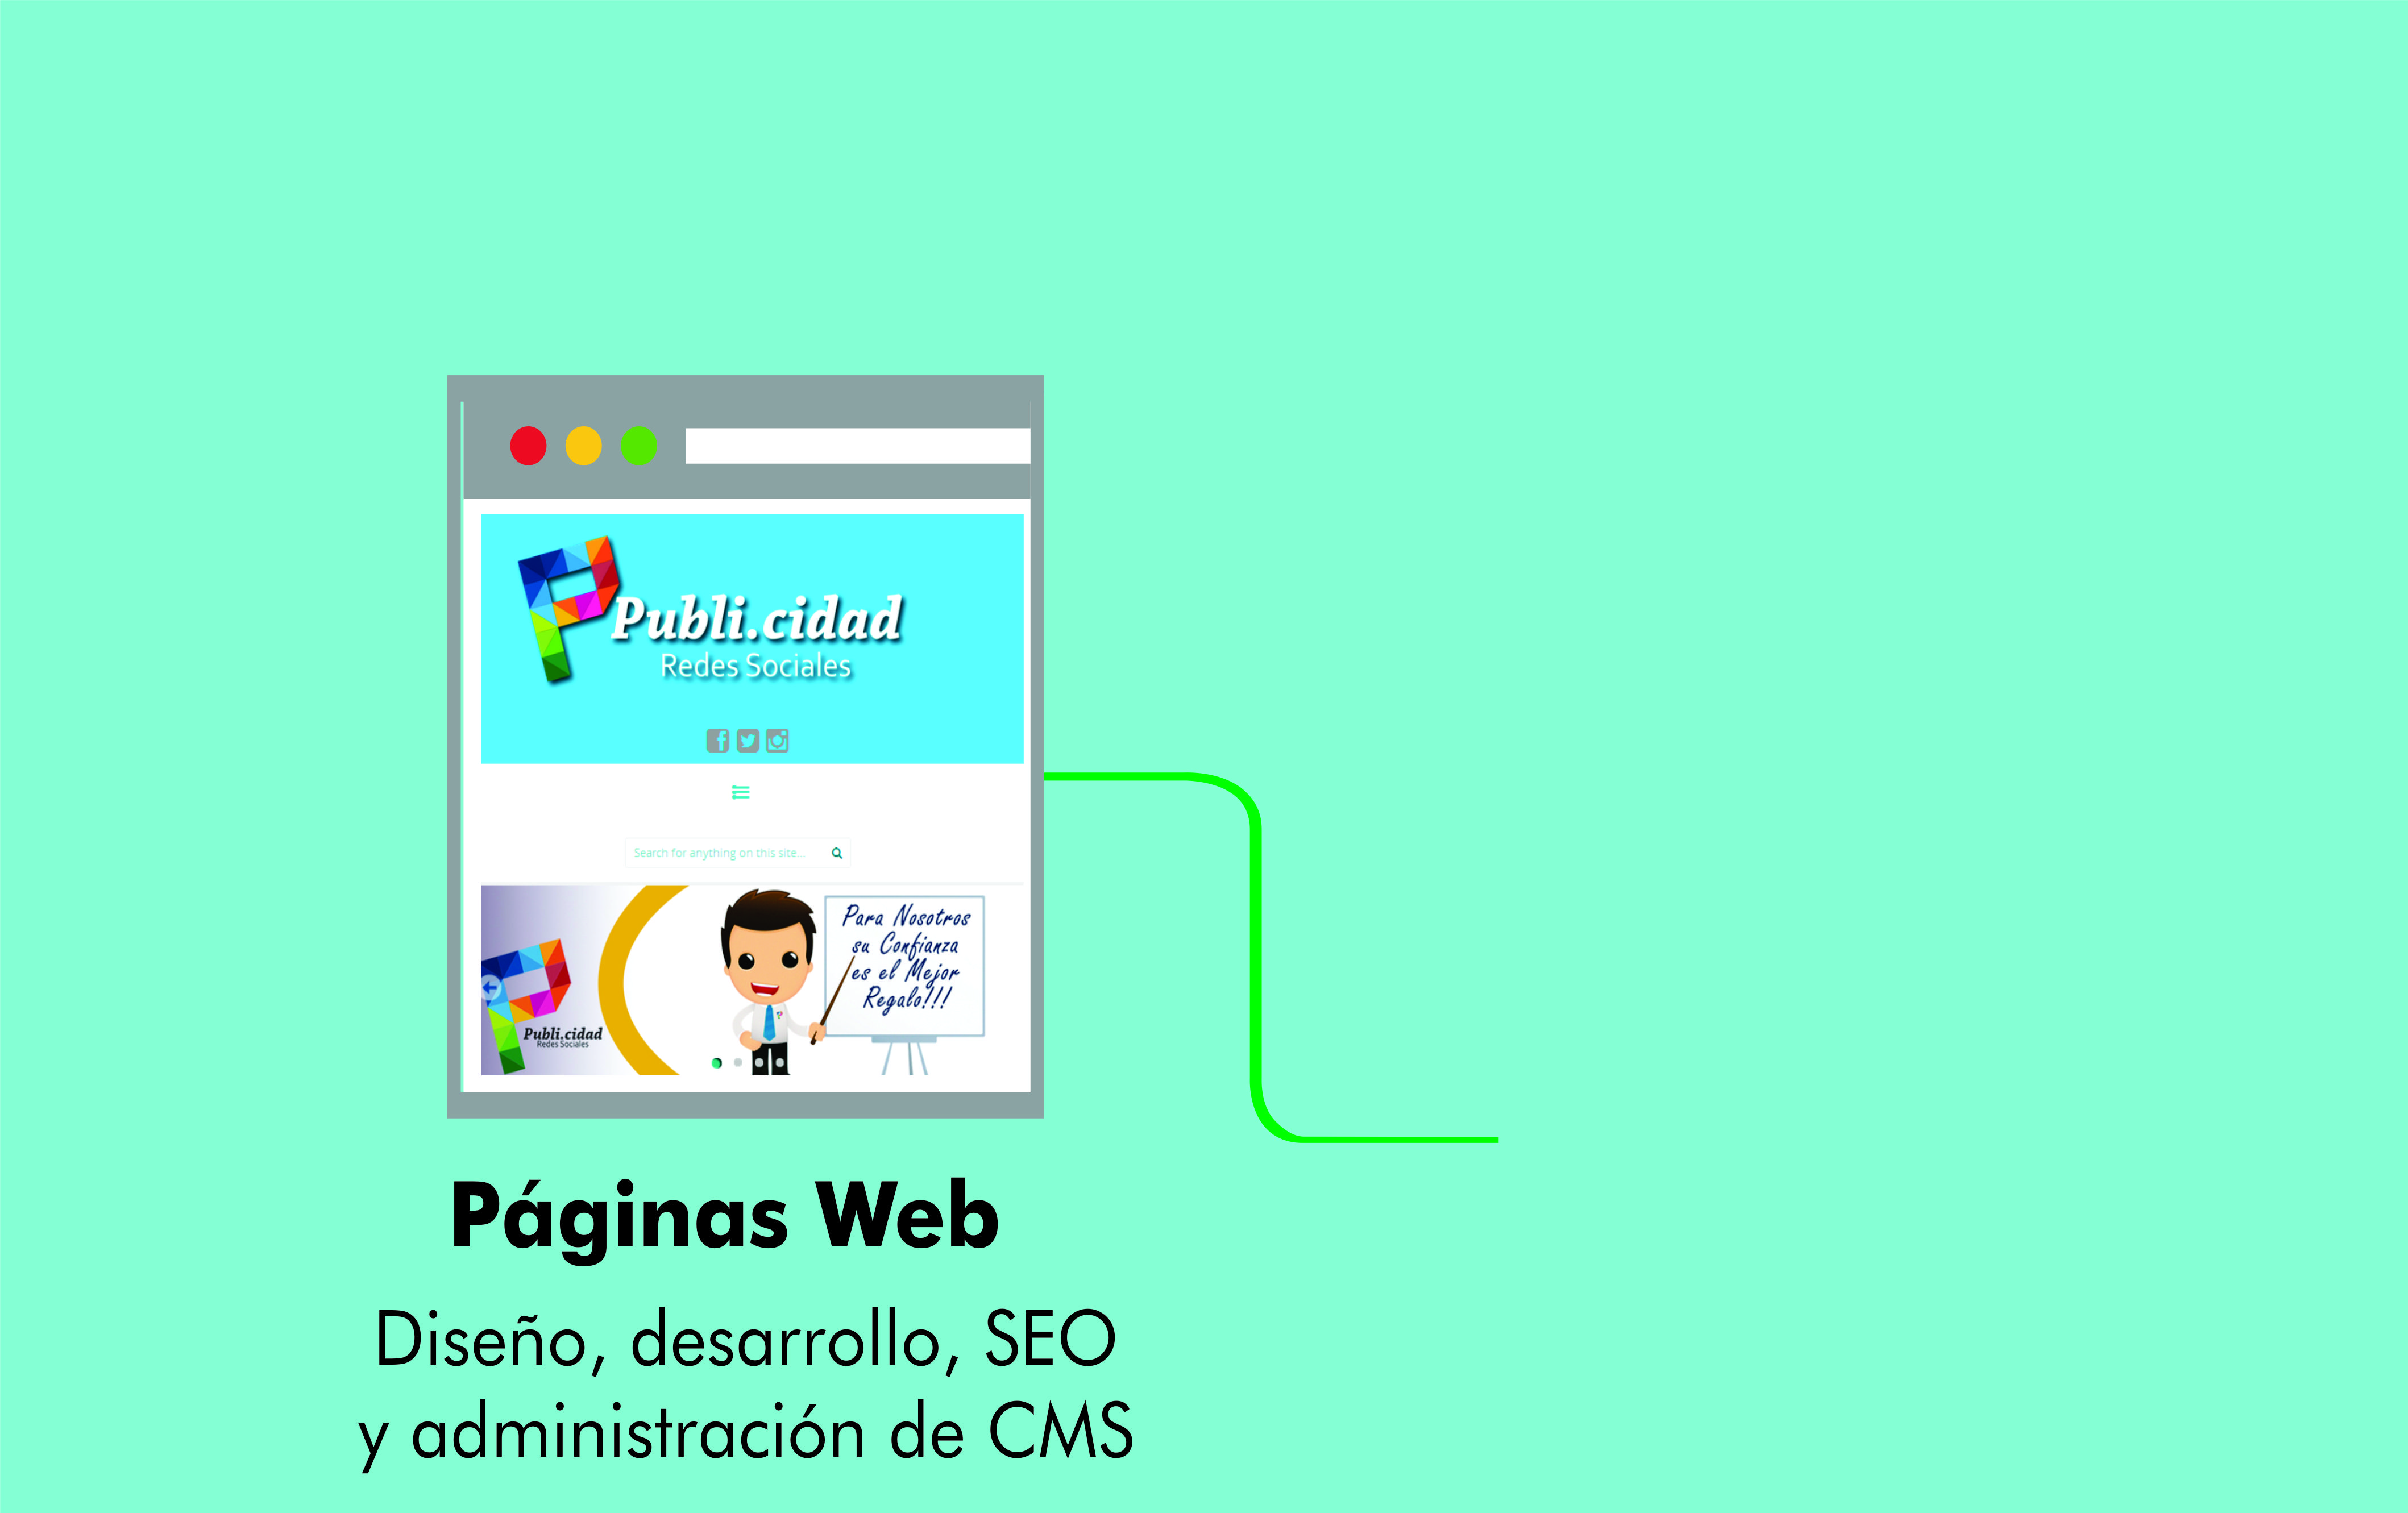 Publi.cidad
Redes Sociales
Search for anything on this site...
Para Nosotros
su Confianza
es el Mejor
Regalo!!!
Publi.cidad
Redes Sociales
Páginas Web
Diseño, desarrollo, SEO
y administración de CMS